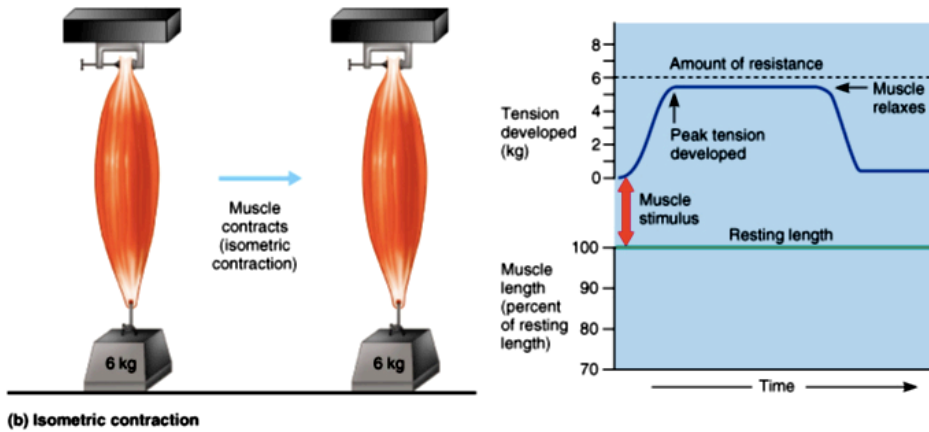 6 kg
Muscle
contracts
(isometric
contraction)
6 kg
(b) Isometric contraction
Tension
developed
(kg)
8
6
4
2
0
Amount of resistance
Peak tension
developed
Muscle
relaxes
Muscle
stimulus
Resting length
Muscle
length
(percent
of resting
length)
100
90
80
70
Time